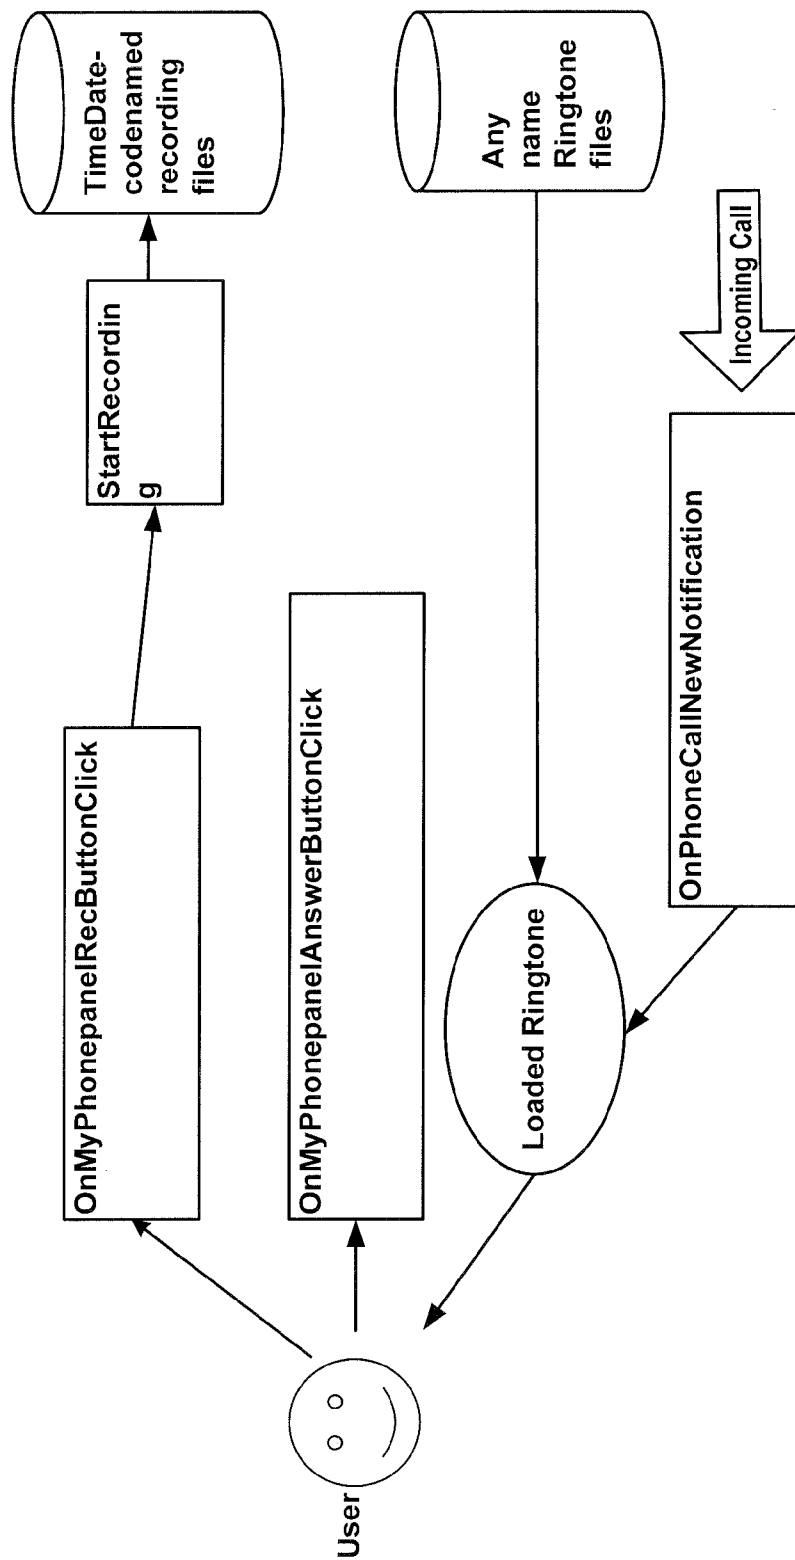 User
OnMyPhonepanelRecButtonClick
StartRecordin
g
TimeDate-
codenamed
recording
files
OnMyPhonepanelAnswerButtonClick
Loaded Ringtone
Any
name
Ringtone
files
OnPhoneCallNewNotification
Incoming Call